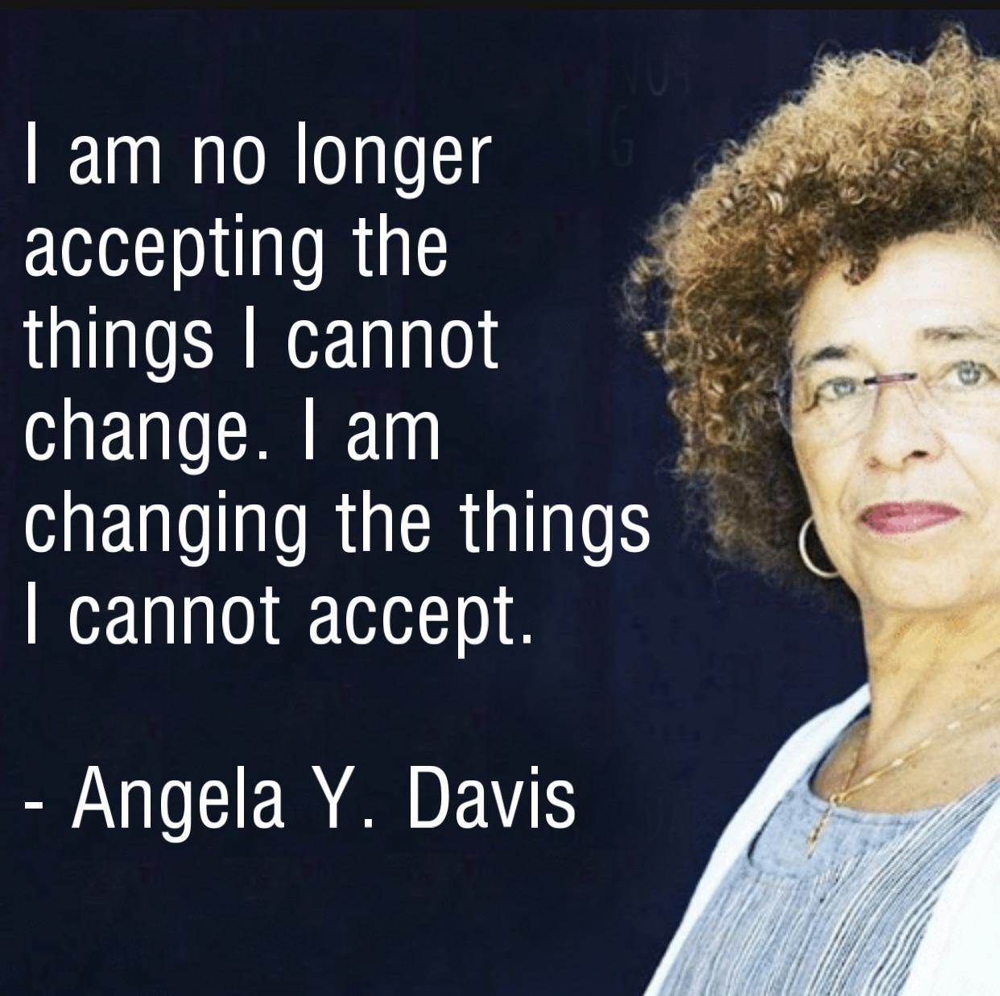 I am no longer
accepting the
things I cannot
change. I am
changing the things
I cannot accept.
- Angela Y. Davis